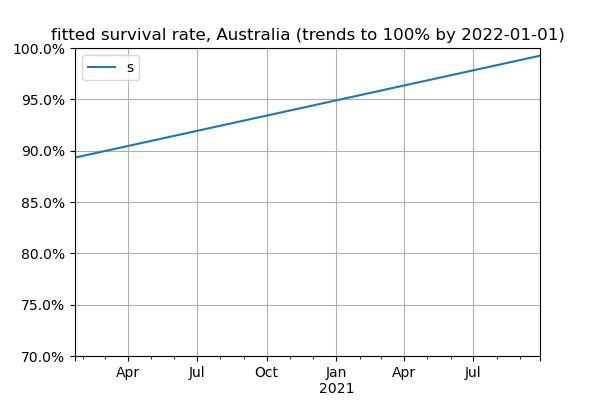 fitted survival rate, Australia (trends to 100% by 2022-01-01)
100.0%
s
95.0%
90.0%
85.0%
80.0%
75.0%
70.0%
Apr Jul Oct Jan Apr Jul
2021